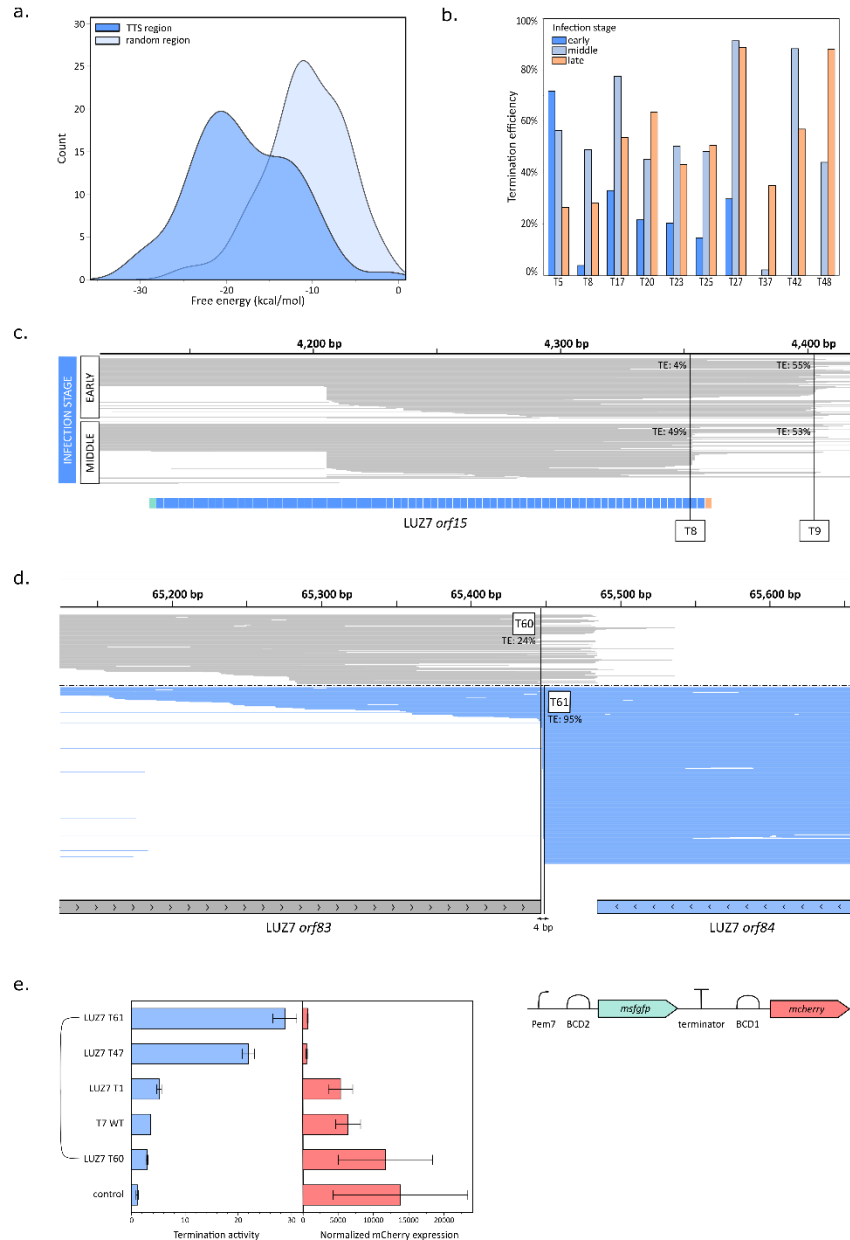 a.
TTS region
random region
30
25
20
15
10
5
0
Count
-30
-20
-10
0
Free energy (kcal/mol)
b.
Infection stage
early
middle
late
100%
80%
60%
40%
20%
0%
Termination efficiency
T5
T8
T17
T20
T23
T25
T27
T37
T42
T48
c.
4,200 bp
4,300 bp
4,400 bp
INFECTION STAGE
EARLY
MIDDLE
TE: 4%
TE: 55%
TE: 49%
TE: 53%
LUZ7 orf15
T8
T9
d.
65,200 bp
65,300 bp
65,400 bp
65,500 bp
65,600 bp
T60
TE: 24%
T61
TE: 95%
LUZ7 orf83
4 bp
LUZ7 orf84
e.
LUZ7 T61
LUZ7 T47
LUZ7 T1
T7 WT
LUZ7 T60
control
0
10
20
30
Termination activity
0
5000
10000
15000
20000
Normalized mCherry expression
Pem7
BCD2
msfgfp
terminator
BCD1
mcherry